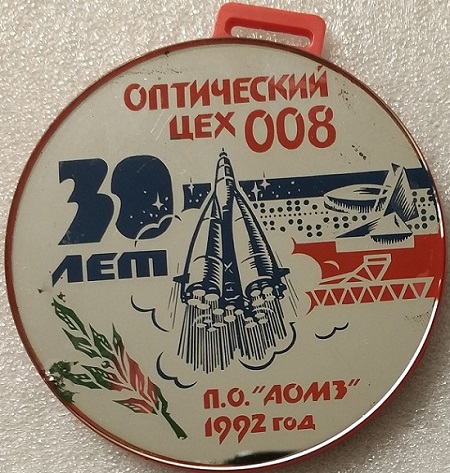 ОПТИЧЕСКИЙ
ЦЕХ 008
30
ЛЕТ
П.О. "АОМЗ"
1992 ГОД